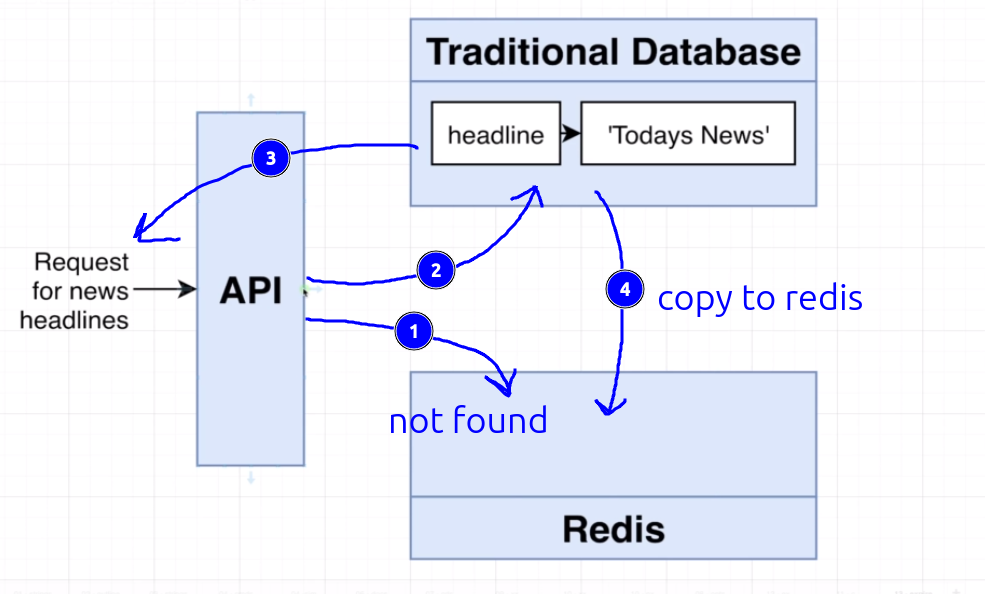 Traditional Database
headline
'Todays News'
3
2
Request
for news
headlines
API
4
copy to redis
1
not found
Redis